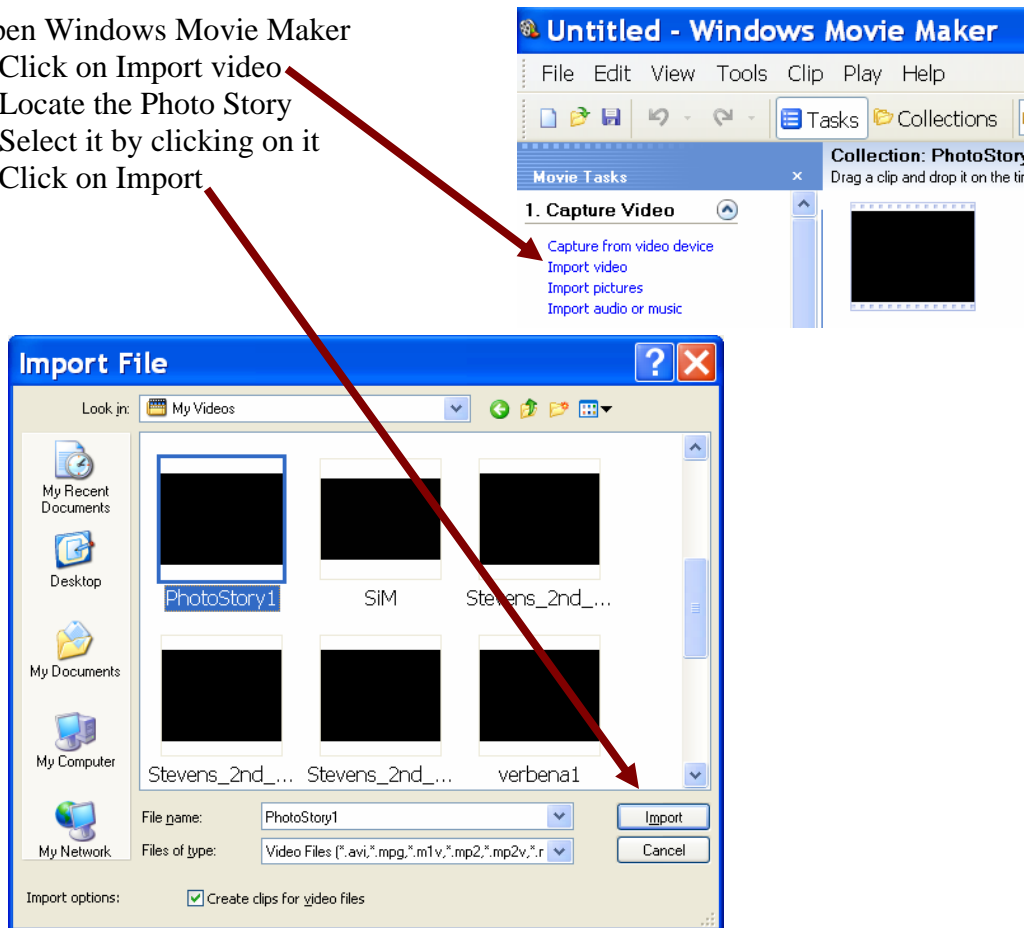 Windows Movie Maker
Click on Import video
Locate the Photo Story
Select it by clicking on it
Click on Import
Untitled - Windows Movie Maker
File Edit View Tools Clip Play Help
Tasks Collections
Movie Tasks
Collection:
Drag a clip and drop it on the
1. Capture Video
Capture from video device
Import video
Import pictures
Import audio or music
Import File
Look in: My Videos
My Recent
Documents
Desktop
My Documents
My Computer
My Network
PhotoStory1 SiM Stevens_2nd_...
Stevens_2nd_... Stevens_2nd_... verbena1
File name: PhotoStory1 Import
Files of type: Video Files (*.avi,*.mpg,*.m1v,*.mp2,*.mp2v,*. Cancel
Import options: Create clips for video files